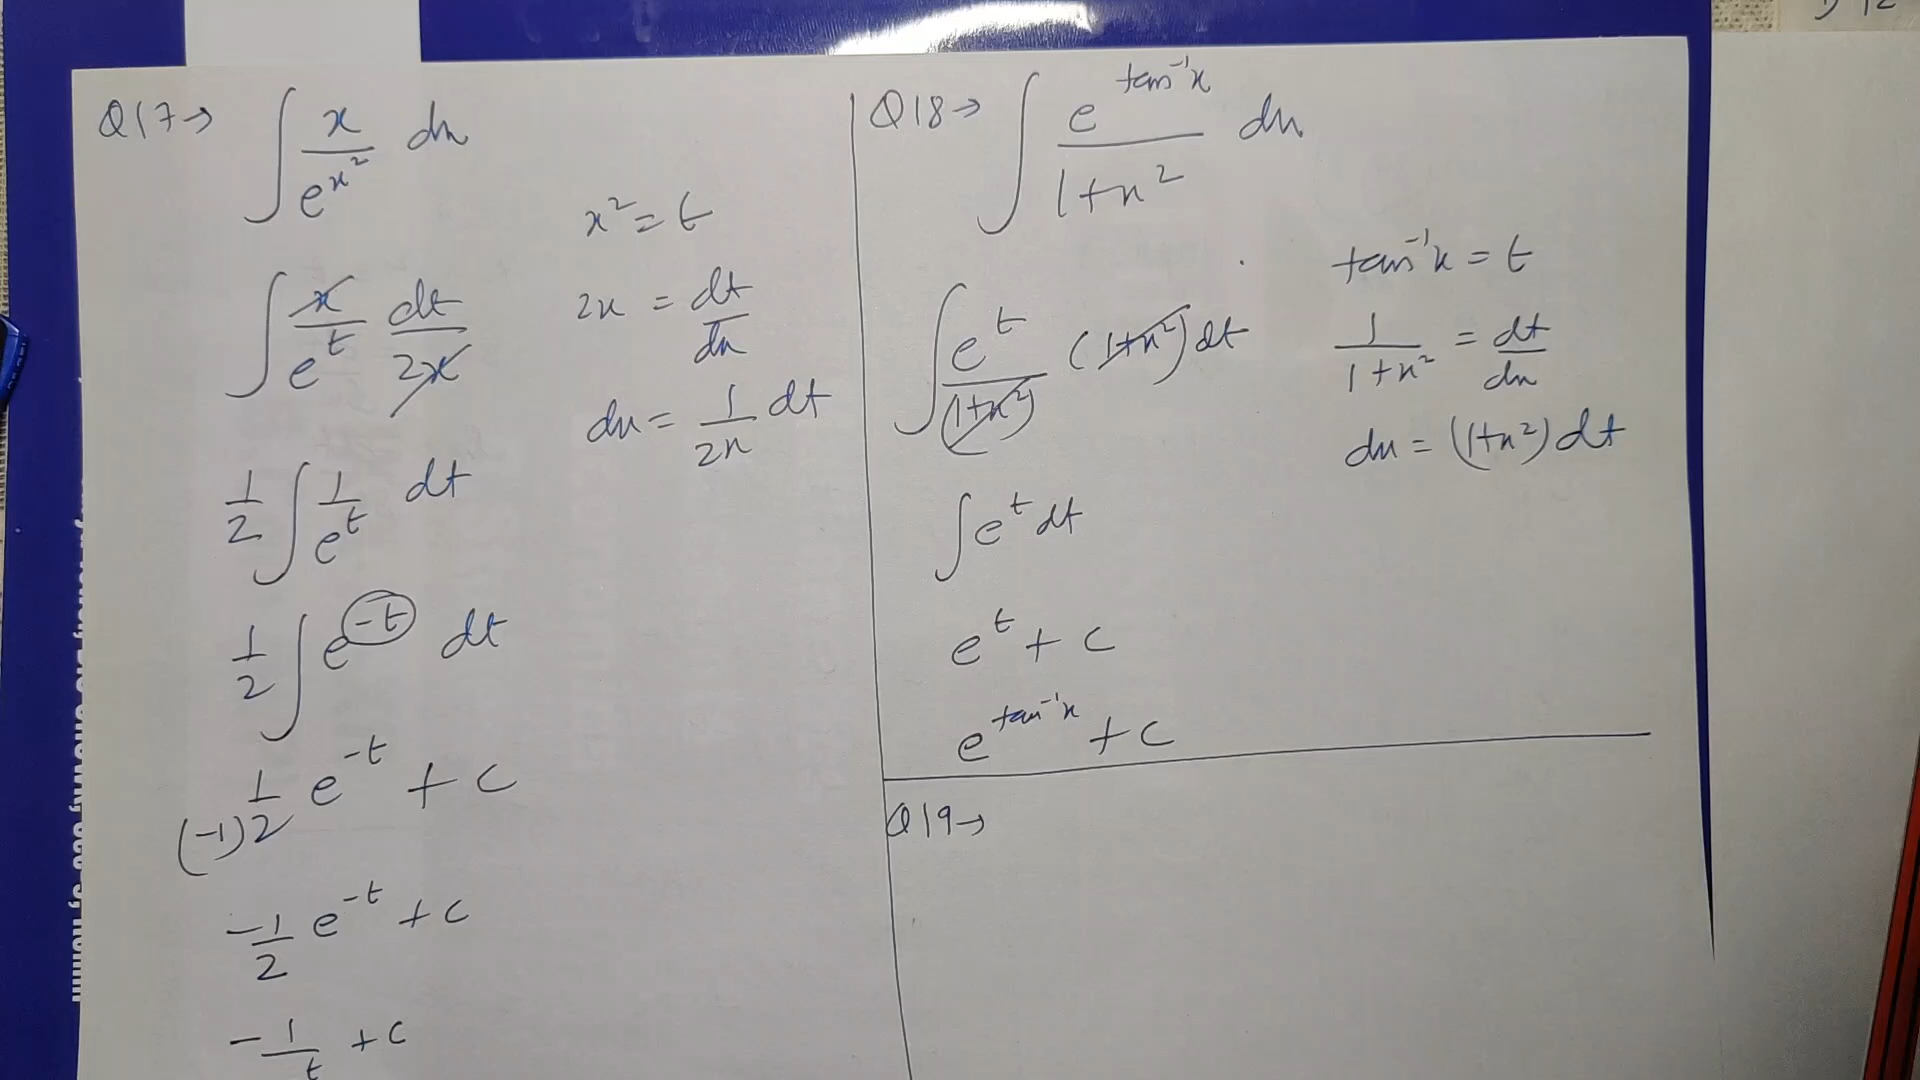 Q17→ ∫ x/e^x² dx
x² = t
∫ x/e^t dt/2x
2x = dt/dx
dx = 1/2x dt
1/2 ∫ 1/e^t dt
1/2 ∫ e^-t dt
1/(-1)2 e^-t + c
-1/2 e^-t + c
-1/ t + c
Q18→ ∫ e^tan⁻¹x / 1+x² dx
tan⁻¹x = t
∫ e^t/(1+x²) (1+x²) dt
1/1+x² = dt/dx
dx = (1+x²) dt
∫ e^t dt
e^t + c
e^tan⁻¹x + c
Q19→